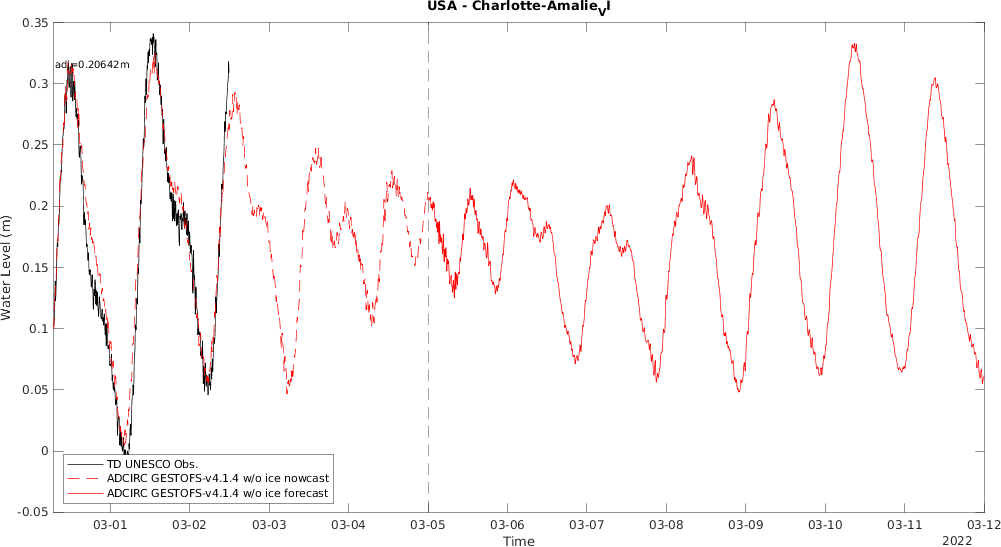 USA - Charlotte-AmalieVI
0.35
adj=0.20642m
0.3
0.25
0.2
0.15
0.1
0.05
0
-0.05
Water Level (m)
TD UNESCO Obs.
ADCIRC GESTOFS-v4.1.4 w/o ice nowcast
ADCIRC GESTOFS-v4.1.4 w/o ice forecast
03-01 03-02 03-03 03-04 03-05 03-06 03-07 03-08 03-09 03-10 03-11 03-12
Time
2022